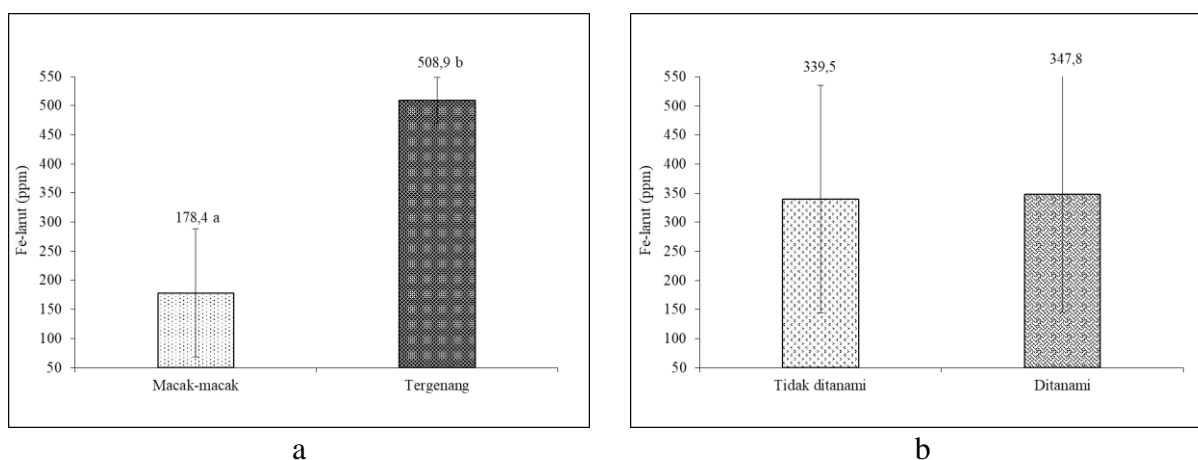 508,9 b
550
500
450
400
350
300
250
200
150
100
50
Fe-larut (ppm)
178,4 a
Macak-macak
Tergenang
a
339,5
347,8
550
500
450
400
350
300
250
200
150
100
50
Fe-larut (ppm)
Tidak ditanami
Ditanami
b